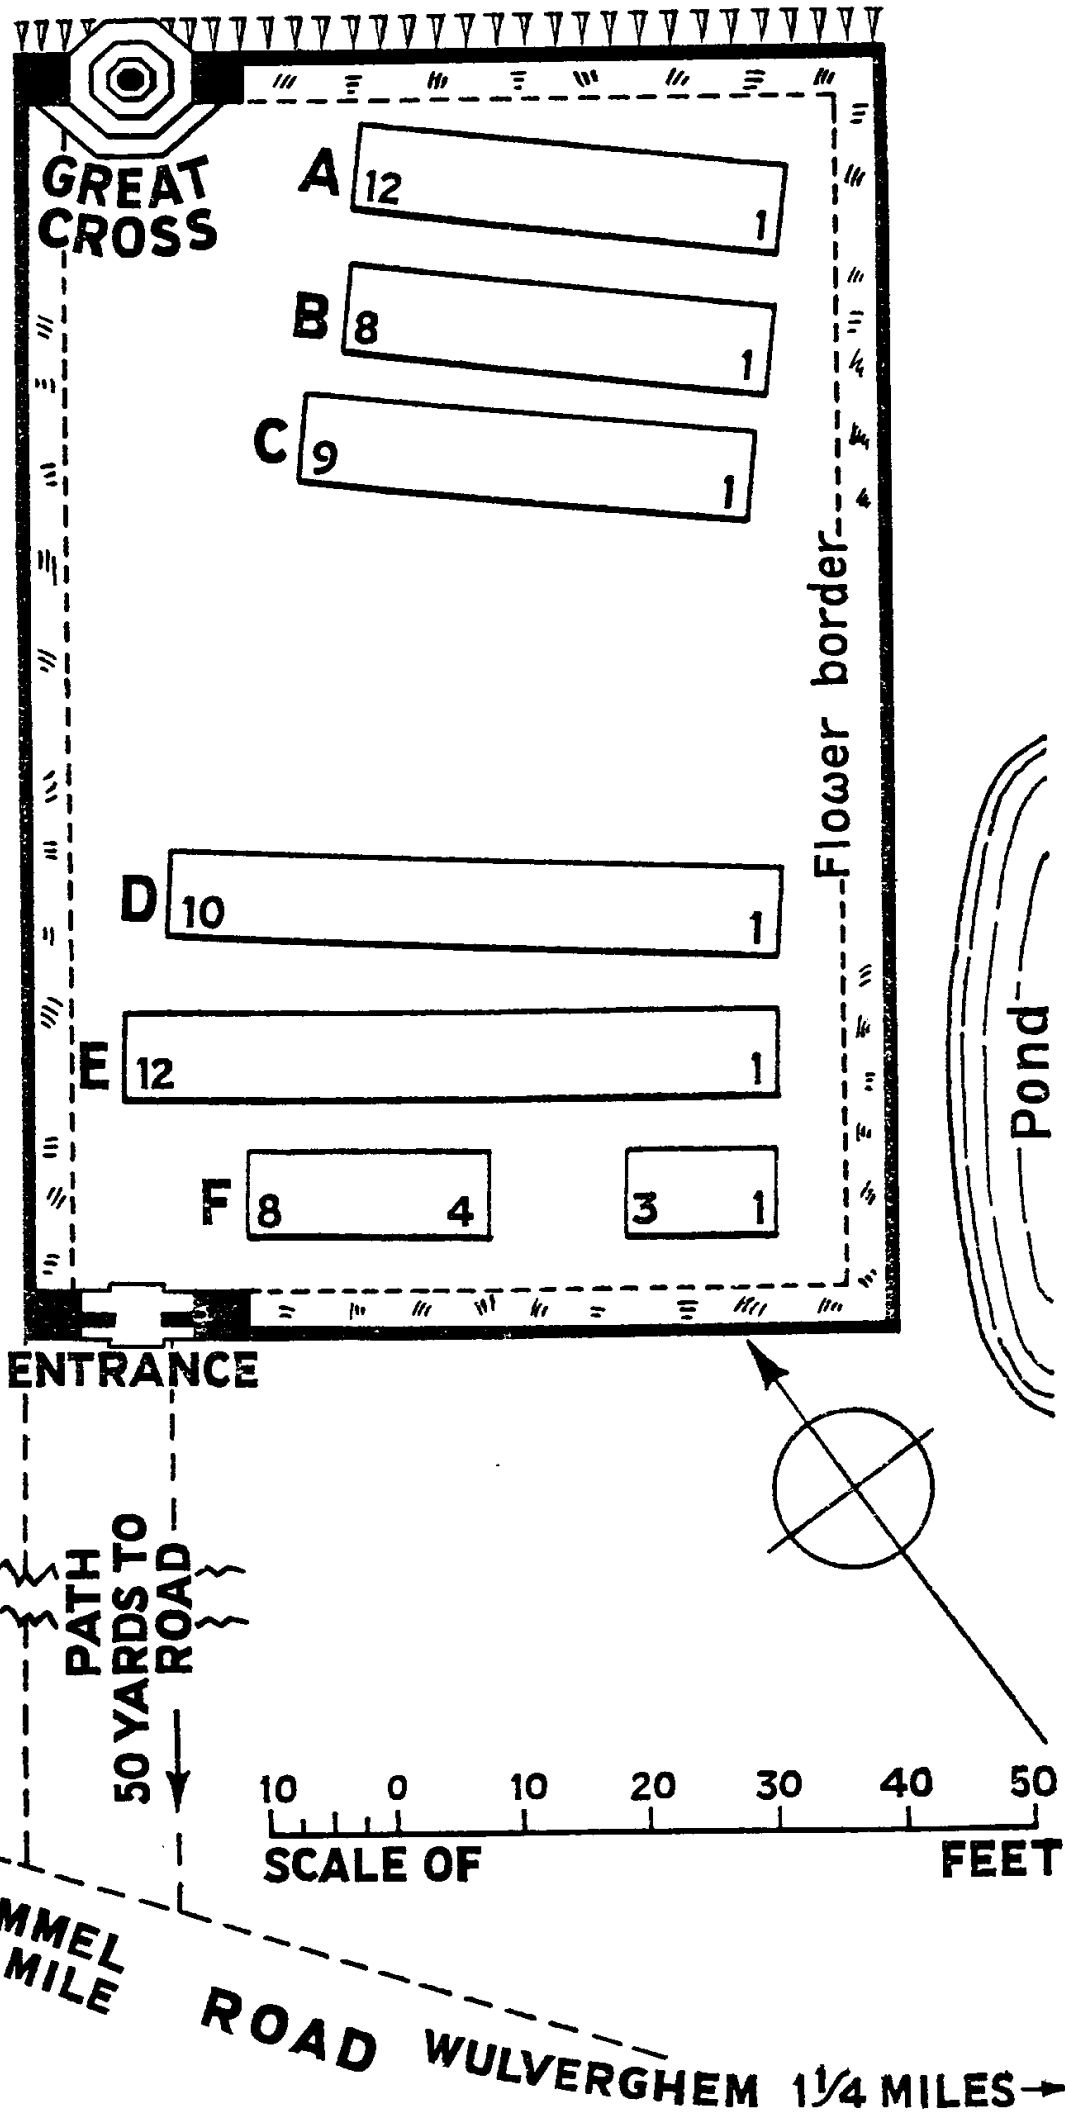 GREAT
CROSS
A
12
1
B
8
1
C
9
1
Flower border
D
10
1
E
12
1
F
8
4
3
1
Pond
ENTRANCE
PATH
50 YARDS TO
ROAD
10 0 10 20 30 40 50
SCALE OF FEET
MMEL
MILE
ROAD
WULVERGHEM 1¼ MILES